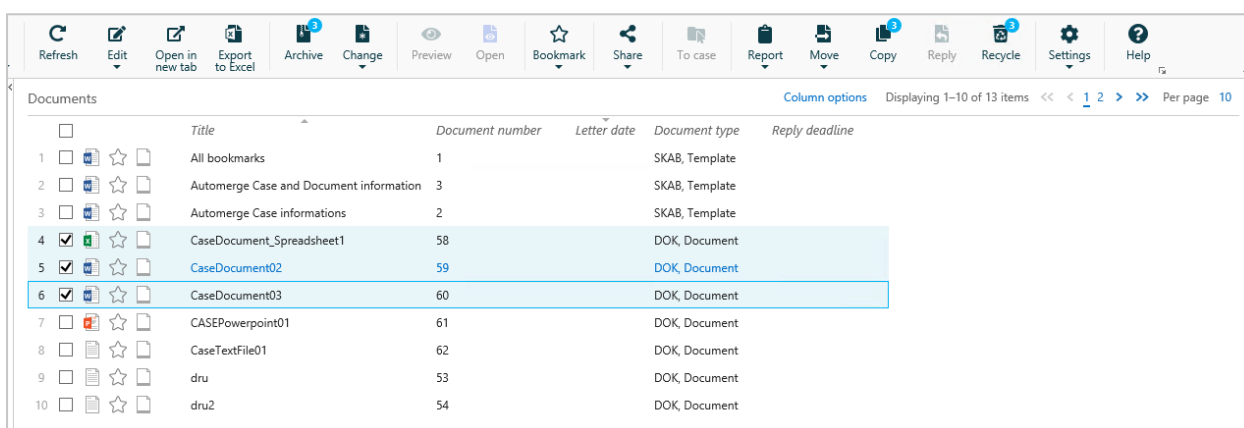 3 3 3
Refresh Edit Open in new tab Export to Excel Archive Change Preview Open Bookmark Share To case Report Move Copy Reply Recycle Settings Help
Documents Column options Displaying 1–10 of 13 items << < 1 2 > >> Per page 10
Title Document number Letter date Document type Reply deadline
1 All bookmarks 1 SKAB, Template
2 Automerge Case and Document information 3 SKAB, Template
3 Automerge Case informations 2 SKAB, Template
4 CaseDocument_Spreadsheet1 58 DOK, Document
5 CaseDocument02 59 DOK, Document
6 CaseDocument03 60 DOK, Document
7 CASEPowerpoint01 61 DOK, Document
8 CaseTextFile01 62 DOK, Document
9 dru 53 DOK, Document
10 dru2 54 DOK, Document